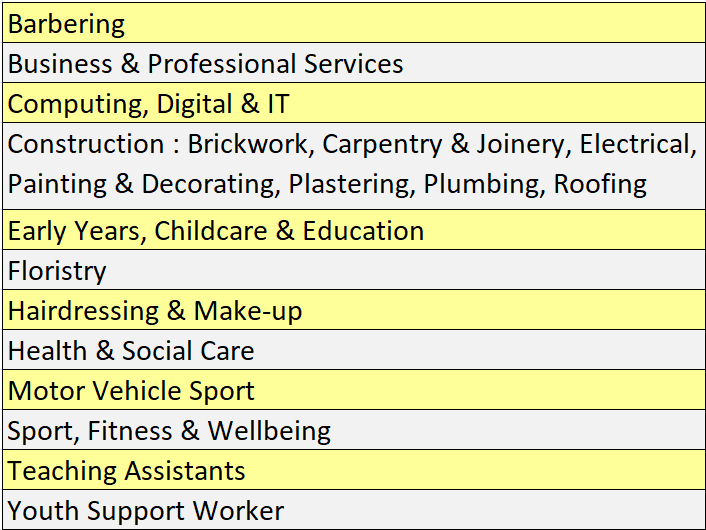 Barbering
Business & Professional Services
Computing, Digital & IT
Construction : Brickwork, Carpentry & Joinery, Electrical,
Painting & Decorating, Plastering, Plumbing, Roofing
Early Years, Childcare & Education
Floristry
Hairdressing & Make-up
Health & Social Care
Motor Vehicle Sport
Sport, Fitness & Wellbeing
Teaching Assistants
Youth Support Worker